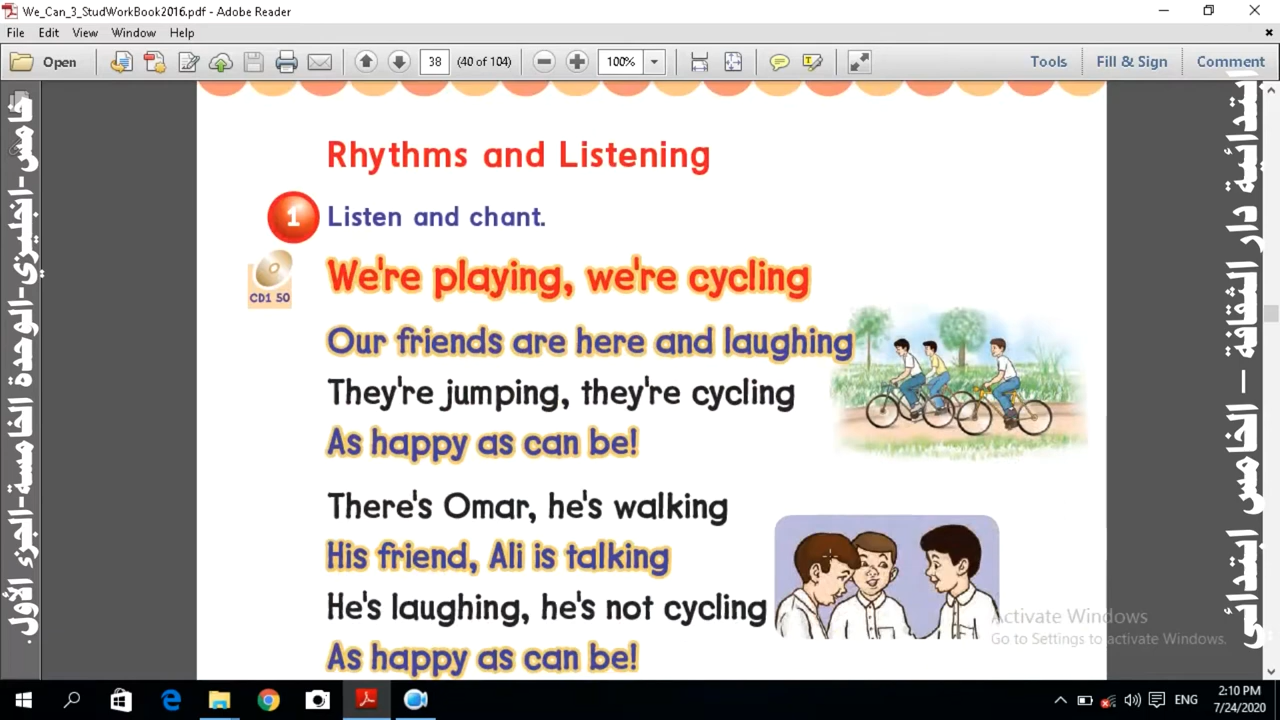 We_Can_3_StudWorkBook2016.pdf - Adobe Reader
File Edit View Window Help
Open 38 (40 of 104) 100% Tools Fill & Sign Comment
Rhythms and Listening
1 Listen and chant.
CD1 50
We're playing, we're cycling
Our friends are here and laughing
They're jumping, they're cycling
As happy as can be!
There's Omar, he's walking
His friend, Ali is talking
He's laughing, he's not cycling
As happy as can be!
خامس-انجليزي-الوحدة الخامسة-الجزء الأول.
ابتدائية دار الثقافة – الخامس ابتدائي
Activate Windows
Go to Settings to activate Windows.
ENG
2:10 PM
7/24/2020